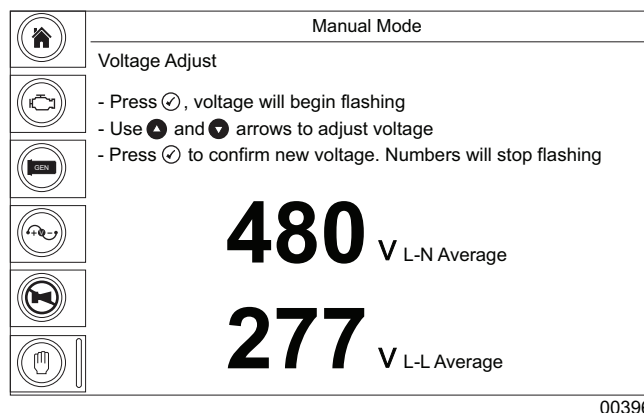 Manual Mode
Voltage Adjust
- Press ✓, voltage will begin flashing
- Use ▲ and ▼ arrows to adjust voltage
- Press ✓ to confirm new voltage. Numbers will stop flashing
GEN
480 V L-N Average
277 V L-L Average